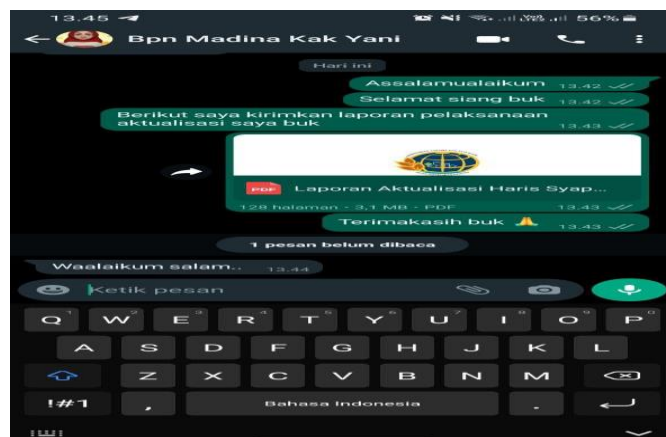 13.45
56%
Bpn Madina Kak Yani
Hari ini
Assalamualaikum 13.42
Selamat siang buk 13.42
Berikut saya kirimkan laporan pelaksanaan
aktualisasi saya buk 13.43
PDF Laporan Aktualisasi Haris Syap...
128 halaman • 3,1 MB • PDF 13.43
Terimakasih buk 🙏 13.43
1 pesan belum dibaca
Waalaikum salam.. 13.44
Ketik pesan
Q W E R T Y U I O P
A S D F G H J K L
Z X C V B N M
!#1 , Bahasa Indonesia .